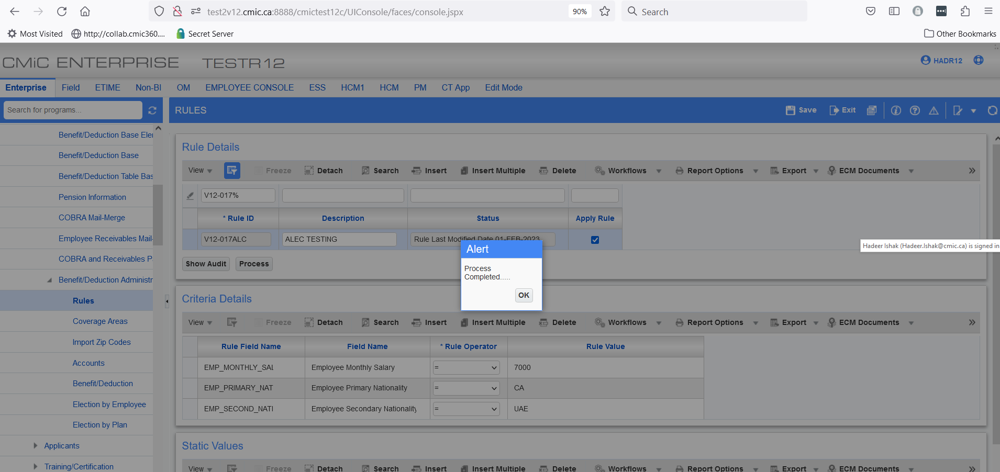 test2v12.cmic.ca:8888/cmictest12c/UIConsole/faces/console.jspx 90% Search
Most Visited http://collab.cmic360.... Secret Server Other Bookmarks
CMiC ENTERPRISE TESTR12 HADR12
Enterprise Field ETIME Non-BI OM EMPLOYEE CONSOLE ESS HCM1 HCM PM CT App Edit Mode
Search for programs... RULES Save Exit
Benefit/Deduction Base Eler
Benefit/Deduction Base
Benefit/Deduction Table Bas
Pension Information
COBRA Mail-Merge
Employee Receivables Mail-
COBRA and Receivables P
Benefit/Deduction Administr
Rules
Coverage Areas
Import Zip Codes
Accounts
Benefit/Deduction
Election by Employee
Election by Plan
Applicants
Training/Certification
Rule Details
View Freeze Detach Search Insert Insert Multiple Delete Workflows Report Options Export ECM Documents
V12-017%
* Rule ID Description Status Apply Rule
V12-017ALC ALEC TESTING Rule Last Modified Date 01-FEB-2023
Hadeer Ishak (Hadeer.Ishak@cmic.ca) is signed in
Show Audit Process
Alert
Process
Completed.....
OK
Criteria Details
View Freeze Detach Search Insert Insert Multiple Delete Workflows Report Options Export ECM Documents
Rule Field Name Field Name * Rule Operator Rule Value
EMP_MONTHLY_SAL Employee Monthly Salary = 7000
EMP_PRIMARY_NAT Employee Primary Nationality = CA
EMP_SECOND_NATI Employee Secondary Nationality = UAE
Static Values
View Freeze Detach Search Insert Insert Multiple Delete Workflows Report Options Export ECM Documents